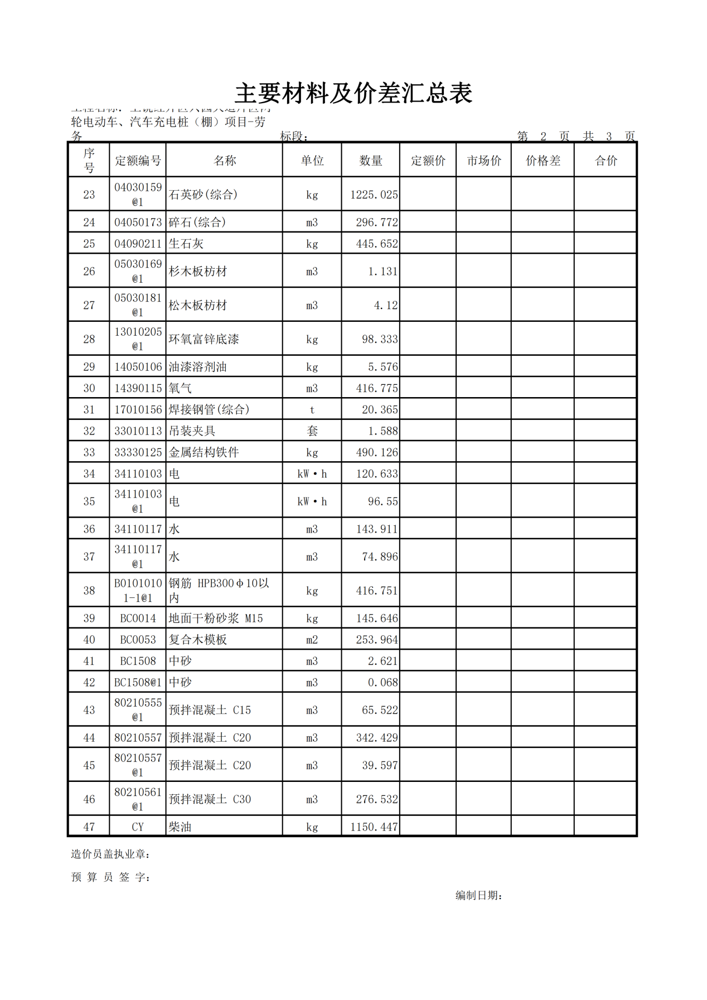 主要材料及价差汇总表
轮电动车、汽车充电桩（棚）项目-劳
务 标段： 第 2 页 共 3 页
序号 定额编号 名称 单位 数量 定额价 市场价 价格差 合价
23 04030159@1 石英砂(综合) kg 1225.025
24 04050173 碎石(综合) m3 296.772
25 04090211 生石灰 kg 445.652
26 05030169@1 杉木板枋材 m3 1.131
27 05030181@1 松木板枋材 m3 4.12
28 13010205@1 环氧富锌底漆 kg 98.333
29 14050106 油漆溶剂油 kg 5.576
30 14390115 氧气 m3 416.775
31 17010156 焊接钢管(综合) t 20.365
32 33010113 吊装夹具 套 1.588
33 33330125 金属结构铁件 kg 490.126
34 34110103 电 kW·h 120.633
35 34110103@1 电 kW·h 96.55
36 34110117 水 m3 143.911
37 34110117@1 水 m3 74.896
38 B01010101-1@1 钢筋 HPB300φ10以内 kg 416.751
39 BC0014 地面干粉砂浆 M15 kg 145.646
40 BC0053 复合木模板 m2 253.964
41 BC1508 中砂 m3 2.621
42 BC1508@1 中砂 m3 0.068
43 80210555@1 预拌混凝土 C15 m3 65.522
44 80210557 预拌混凝土 C20 m3 342.429
45 80210557@1 预拌混凝土 C20 m3 39.597
46 80210561@1 预拌混凝土 C30 m3 276.532
47 CY 柴油 kg 1150.447
造价员盖执业章：
预 算 员 签 字：
编制日期：